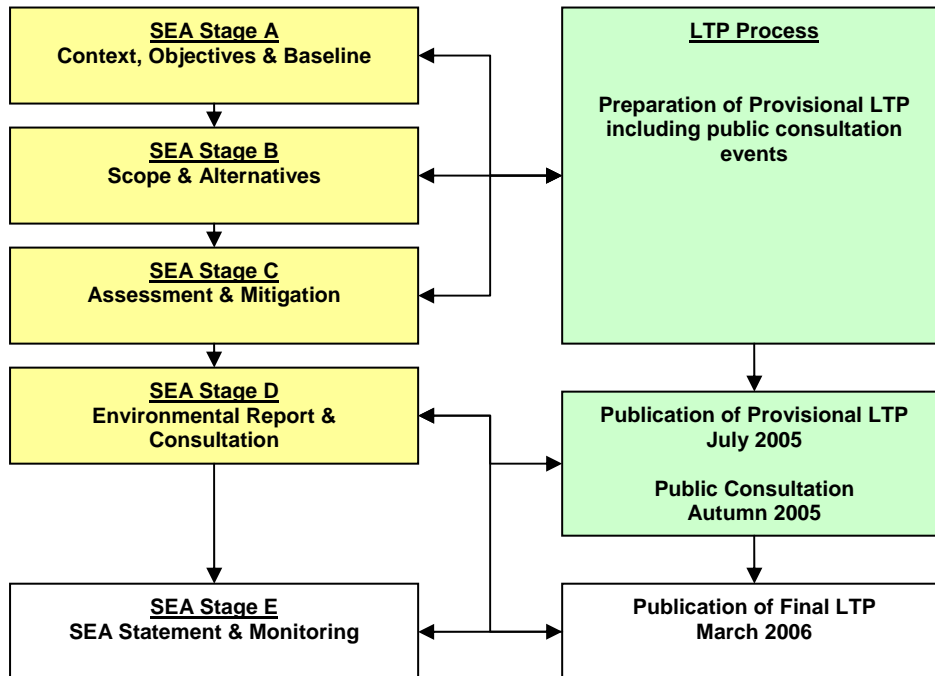 SEA Stage A
Context, Objectives & Baseline
SEA Stage B
Scope & Alternatives
SEA Stage C
Assessment & Mitigation
SEA Stage D
Environmental Report &
Consultation
SEA Stage E
SEA Statement & Monitoring
LTP Process
Preparation of Provisional LTP
including public consultation
events
Publication of Provisional LTP
July 2005
Public Consultation
Autumn 2005
Publication of Final LTP
March 2006